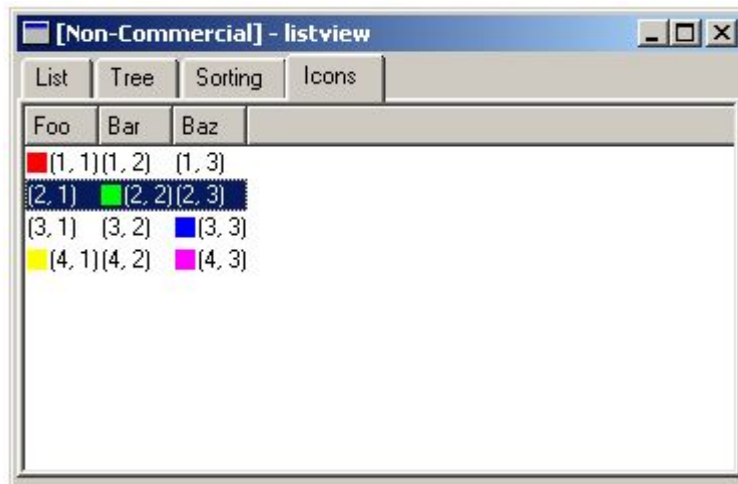 [Non-Commercial] - listview
List Tree Sorting Icons
Foo Bar Baz
(1, 1) (1, 2) (1, 3)
(2, 1) (2, 2) (2, 3)
(3, 1) (3, 2) (3, 3)
(4, 1) (4, 2) (4, 3)